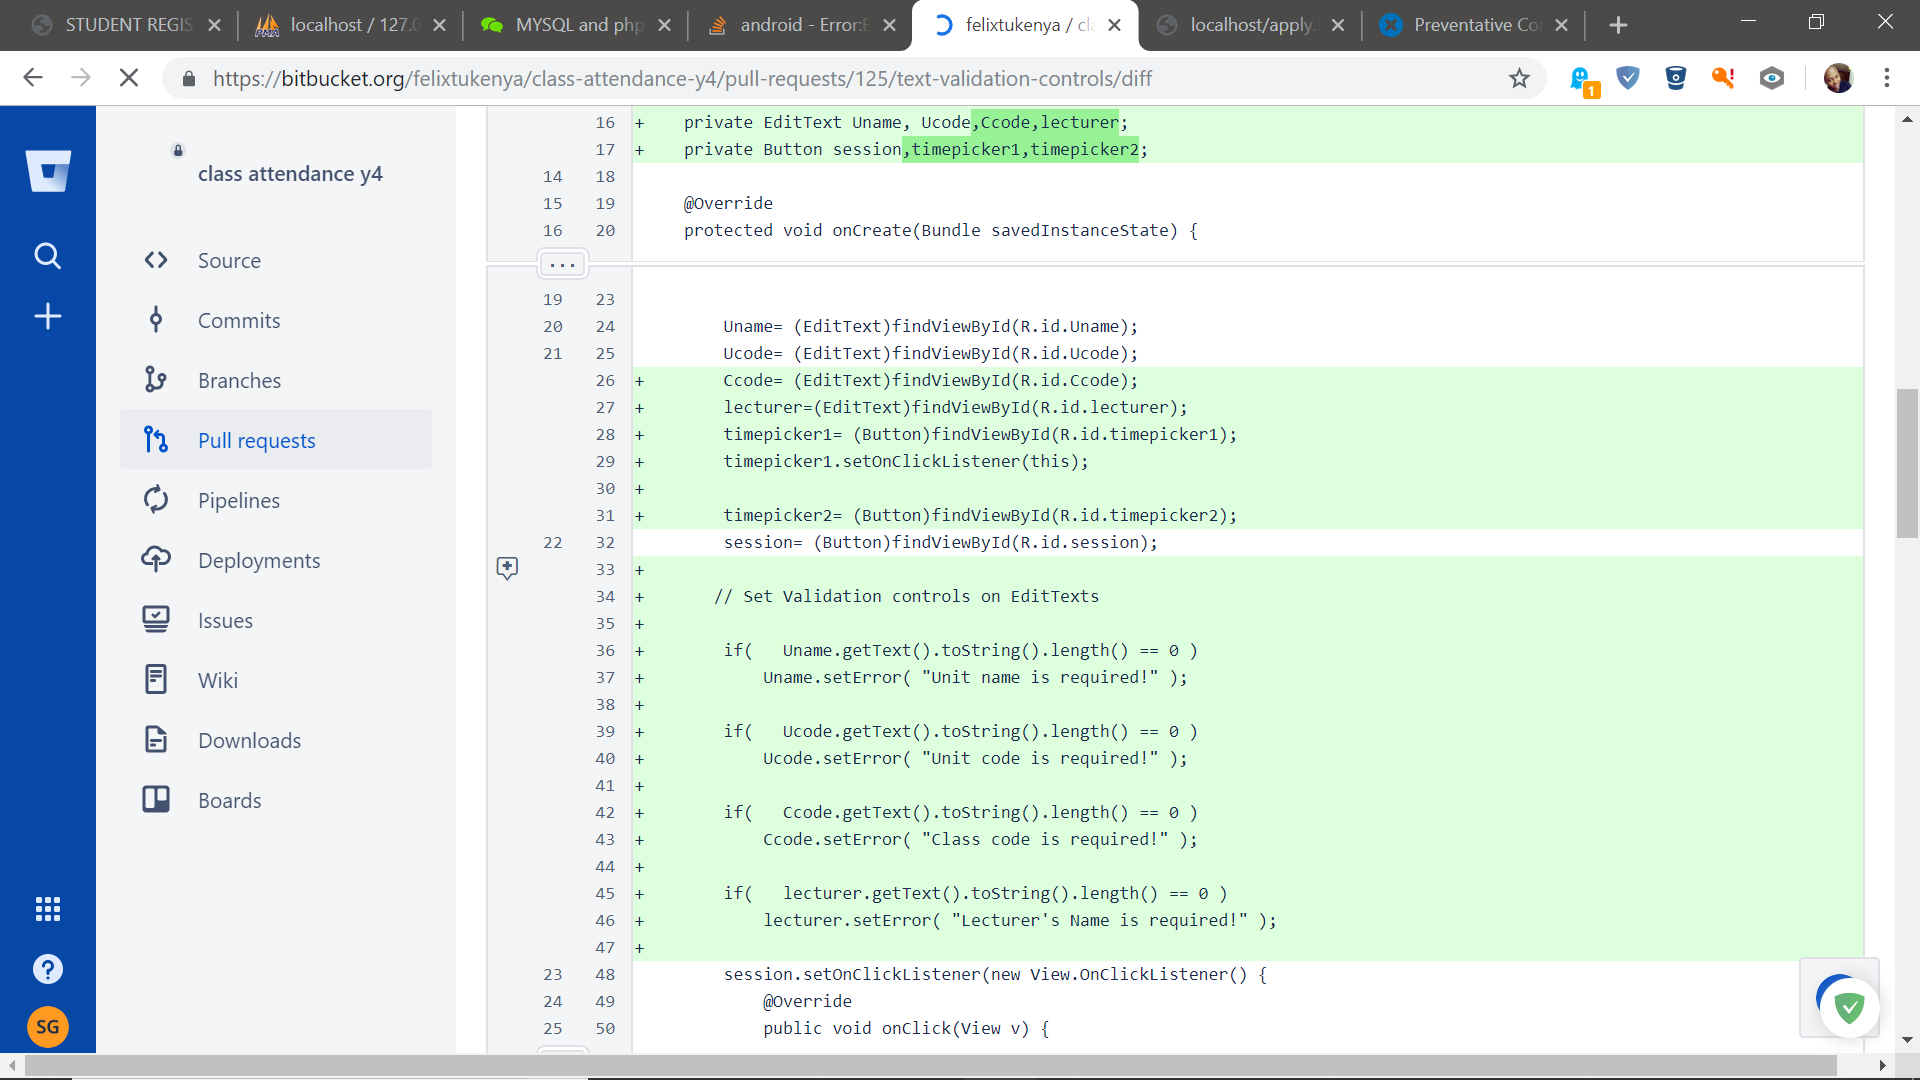 STUDENT REGIS
localhost / 127.0
MYSQL and php
android - Error:E
felixtukenya / cla
localhost/apply.
Preventative Co
https://bitbucket.org/felixtukenya/class-attendance-y4/pull-requests/125/text-validation-controls/diff
1
class attendance y4
Source
Commits
Branches
Pull requests
Pipelines
Deployments
Issues
Wiki
Downloads
Boards
SG
16 + private EditText Uname, Ucode,Ccode,lecturer;
17 + private Button session,timepicker1,timepicker2;
14 18
15 19 @Override
16 20 protected void onCreate(Bundle savedInstanceState) {
...
19 23
20 24 Uname= (EditText)findViewById(R.id.Uname);
21 25 Ucode= (EditText)findViewById(R.id.Ucode);
26 + Ccode= (EditText)findViewById(R.id.Ccode);
27 + lecturer=(EditText)findViewById(R.id.lecturer);
28 + timepicker1= (Button)findViewById(R.id.timepicker1);
29 + timepicker1.setOnClickListener(this);
30 +
31 + timepicker2= (Button)findViewById(R.id.timepicker2);
22 32 session= (Button)findViewById(R.id.session);
33 +
34 + // Set Validation controls on EditTexts
35 +
36 + if( Uname.getText().toString().length() == 0 )
37 + Uname.setError( "Unit name is required!" );
38 +
39 + if( Ucode.getText().toString().length() == 0 )
40 + Ucode.setError( "Unit code is required!" );
41 +
42 + if( Ccode.getText().toString().length() == 0 )
43 + Ccode.setError( "Class code is required!" );
44 +
45 + if( lecturer.getText().toString().length() == 0 )
46 + lecturer.setError( "Lecturer's Name is required!" );
47 +
23 48 session.setOnClickListener(new View.OnClickListener() {
24 49 @Override
25 50 public void onClick(View v) {